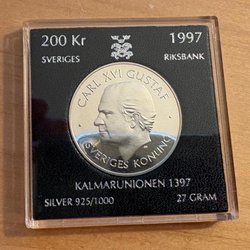 200 Kr 1997
SVERIGES RIKSBANK
CARL XVI GUSTAF
SVERIGES KONUNG
KALMARUNIONEN 1397
SILVER 925/1000 27 GRAM